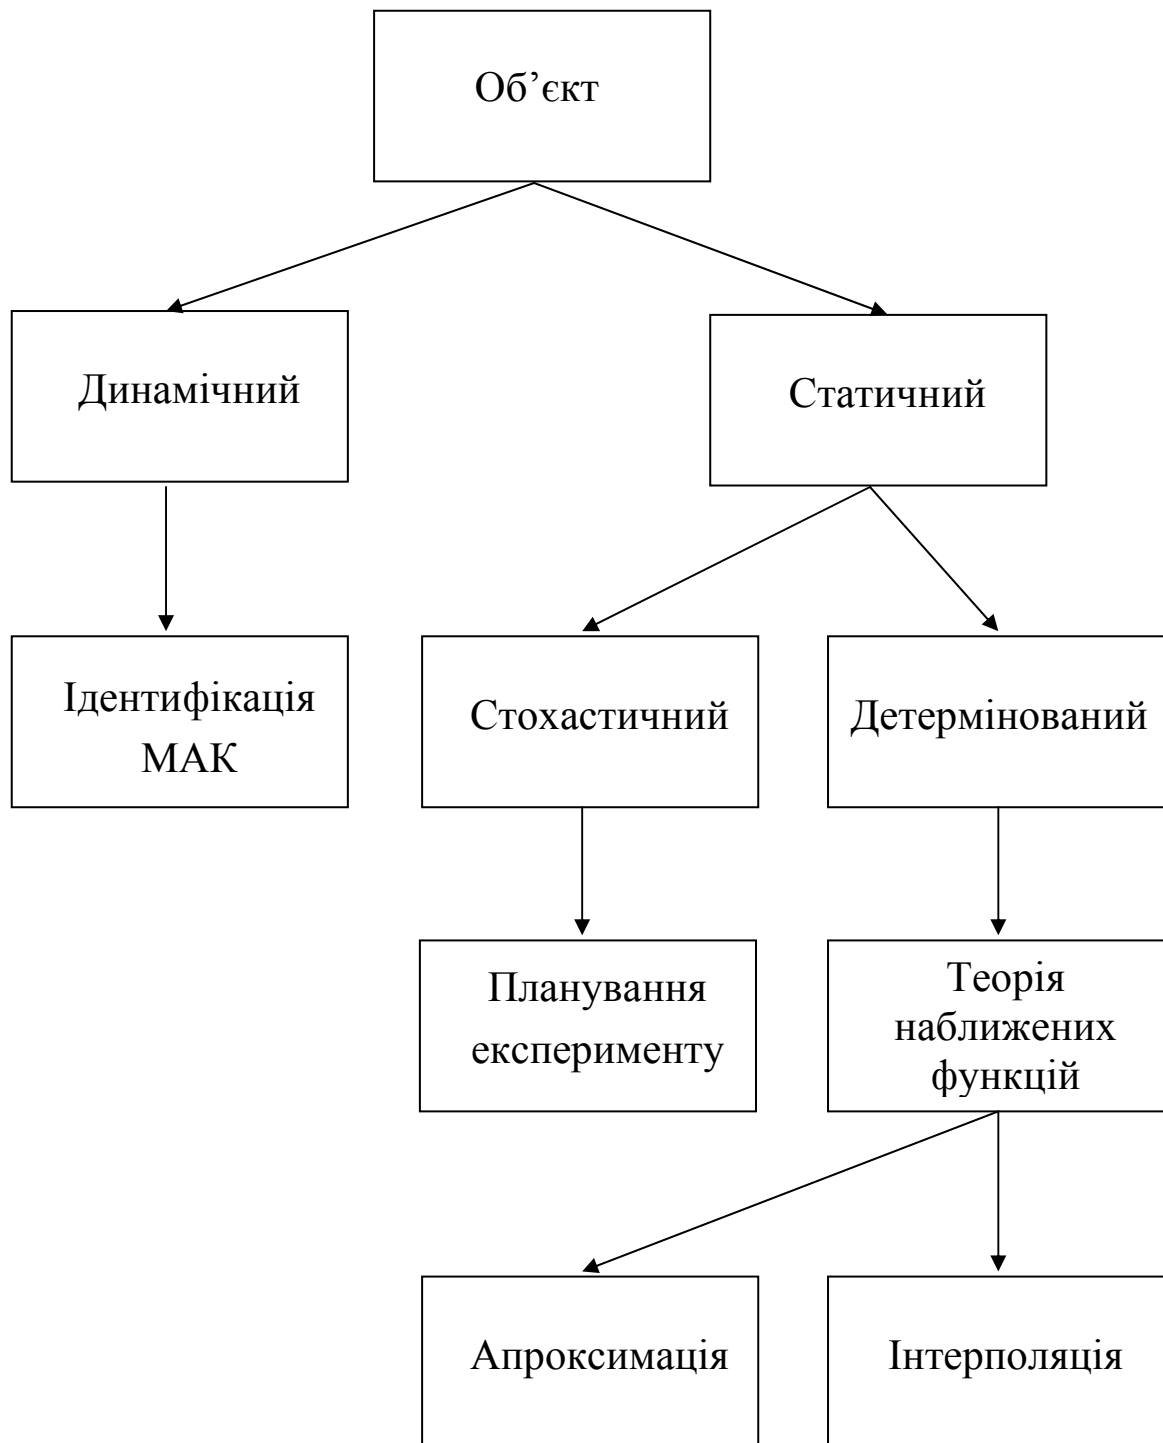 Об’єкт
Динамічний
Статичний
Ідентифікація
МАК
Стохастичний
Детермінований
Планування
експерименту
Теорія
наближених
функцій
Апроксимація
Інтерполяція